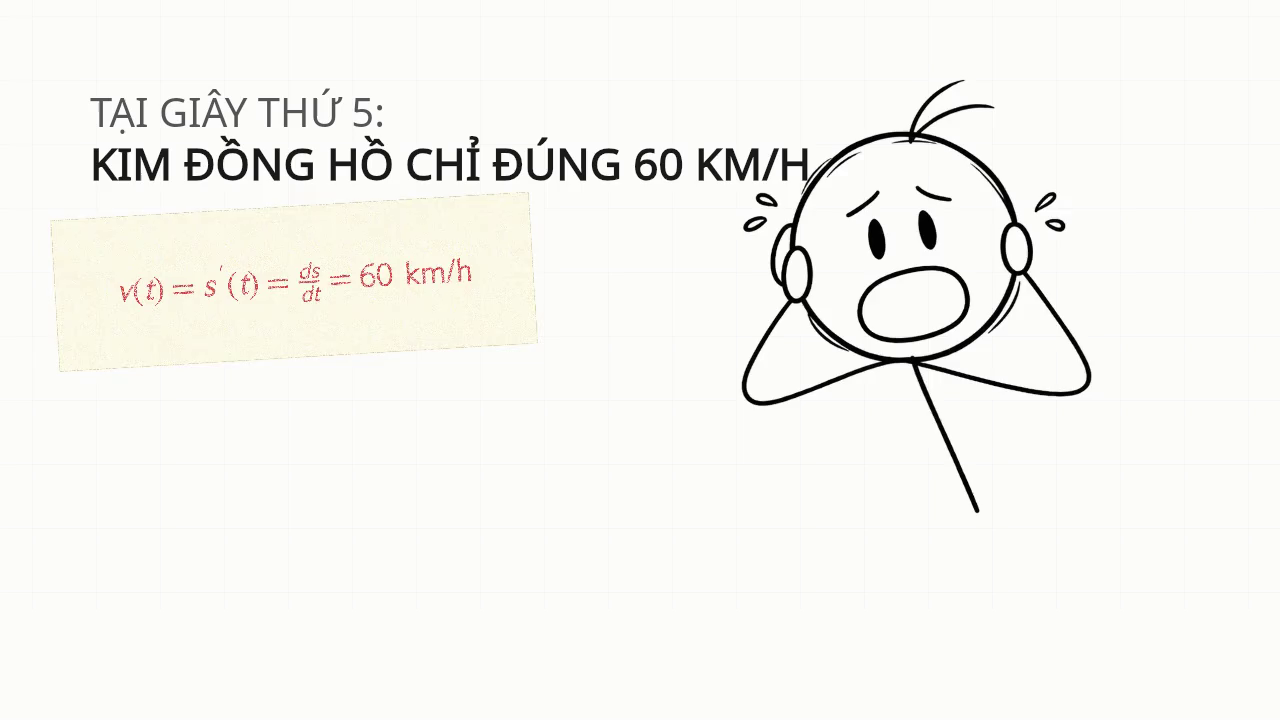 TẠI GIÂY THỨ 5:
KIM ĐỒNG HỒ CHỈ ĐÚNG 60 KM/H
v(t) = s′(t) = ds/dt = 60 km/h